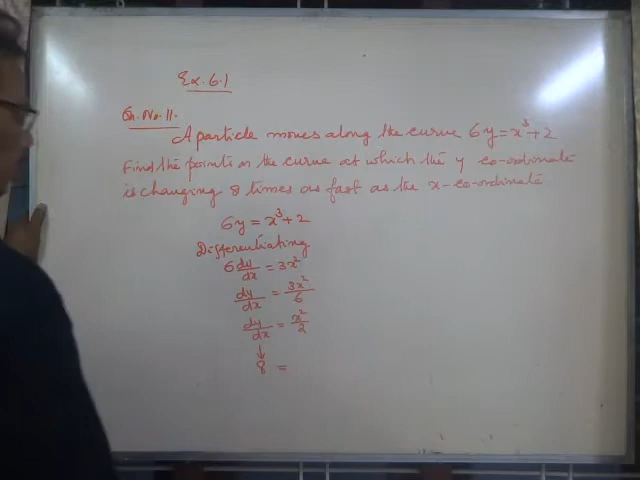 Ex. 6.1
Q. No. 11.
A particle moves along the curve 6y = x³ + 2
Find the points on the curve at which the y co-ordinate
is changing 8 times as fast as the x-co-ordinate
6y = x³ + 2
Differentiating
6 dy/dx = 3x²
dy/dx = 3x²/6
dy/dx = x²/2
↓
8 =